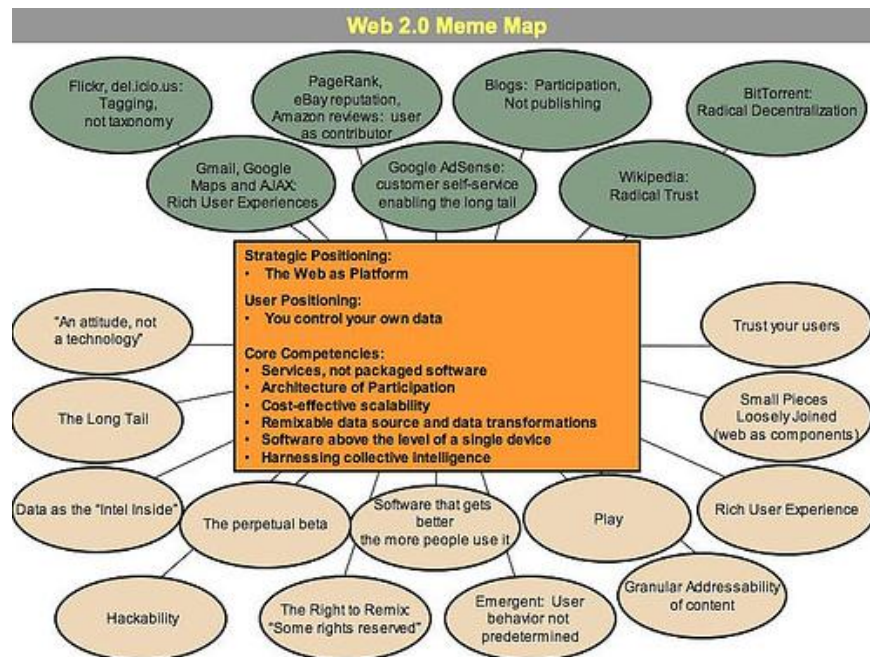 Web 2.0 Meme Map
Flickr, del.icio.us:
Tagging,
not taxonomy
PageRank,
eBay reputation,
Amazon reviews: user
as contributor
Blogs: Participation,
Not publishing
BitTorrent:
Radical Decentralization
Gmail, Google
Maps and AJAX:
Rich User Experiences
Google AdSense:
customer self-service
enabling the long tail
Wikipedia:
Radical Trust
Strategic Positioning:
• The Web as Platform
User Positioning:
• You control your own data
Core Competencies:
• Services, not packaged software
• Architecture of Participation
• Cost-effective scalability
• Remixable data source and data transformations
• Software above the level of a single device
• Harnessing collective intelligence
"An attitude, not
a technology"
Trust your users
The Long Tail
Small Pieces
Loosely Joined
(web as components)
Data as the "Intel Inside"
The perpetual beta
Software that gets
better
the more people use it
Play
Rich User Experience
Hackability
The Right to Remix:
"Some rights reserved"
Emergent: User
behavior not
predetermined
Granular Addressability
of content